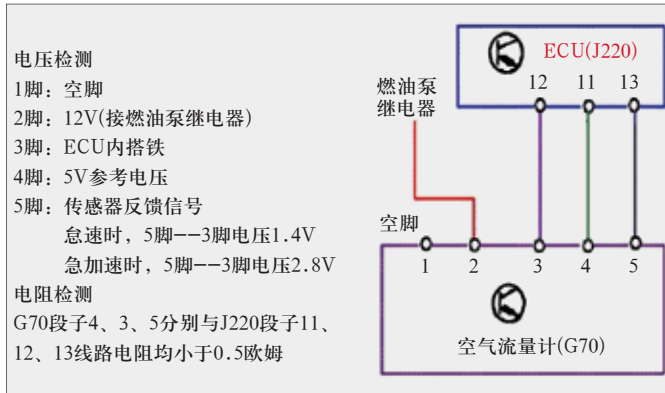 电压检测
1脚：空脚
2脚：12V(接燃油泵继电器)
3脚：ECU内搭铁
4脚：5V参考电压
5脚：传感器反馈信号
怠速时，5脚——3脚电压1.4V
急加速时，5脚——3脚电压2.8V
电阻检测
G70段子4、3、5分别与J220段子11、
12、13线路电阻均小于0.5欧姆
ECU(J220)
12 11 13
燃油泵
继电器
空脚
1 2 3 4 5
空气流量计(G70)